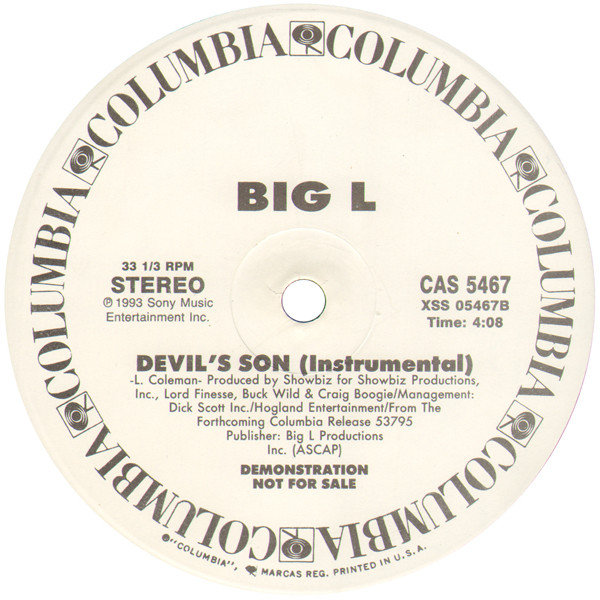 COLUMBIA COLUMBIA COLUMBIA COLUMBIA COLUMBIA COLUMBIA COLUMBIA COLUMBIA
BIG L
33 1/3 RPM
STEREO
℗ 1993 Sony Music
Entertainment Inc.
CAS 5467
XSS 05467B
Time: 4:08
DEVIL'S SON (Instrumental)
-L. Coleman- Produced by Showbiz for Showbiz Productions,
Inc., Lord Finesse, Buck Wild & Craig Boogie/Management:
Dick Scott Inc./Hogland Entertainment/From The
Forthcoming Columbia Release 53795
Publisher: Big L Productions
Inc. (ASCAP)
DEMONSTRATION
NOT FOR SALE
"COLUMBIA", MARCAS REG. PRINTED IN U.S.A.